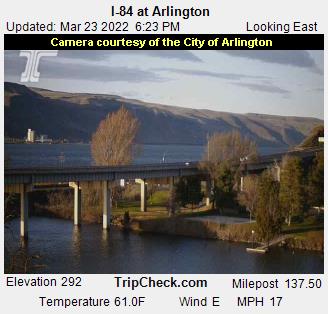 I-84 at Arlington
Updated: Mar 23 2022 6:23 PM Looking East
Camera courtesy of the City of Arlington
Elevation 292 TripCheck.com Milepost 137.50
Temperature 61.0F Wind E MPH 17